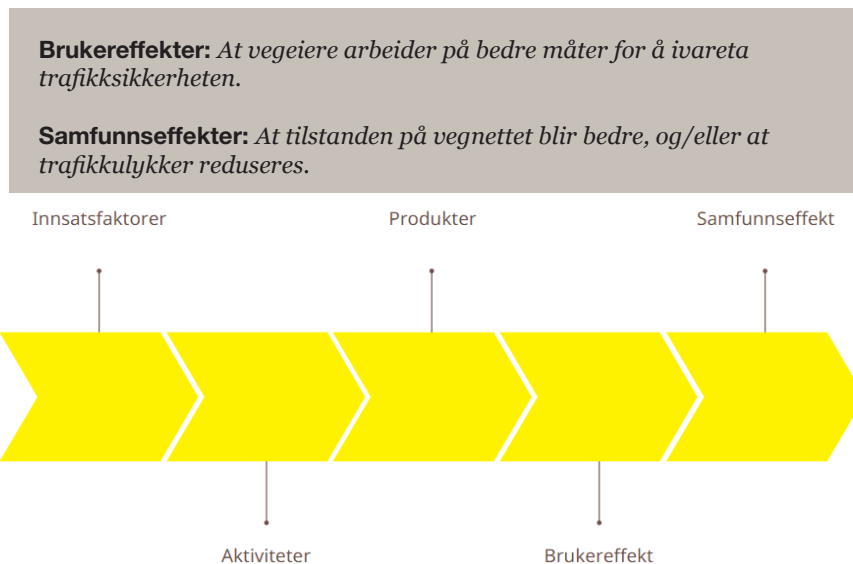 Brukereffekter: At vegeiere arbeider på bedre måter for å ivareta
trafikksikkerheten.
Samfunnseffekter: At tilstanden på vegnettet blir bedre, og/eller at
trafikkulykker reduseres.
Innsatsfaktorer
Produkter
Samfunnseffekt
Aktiviteter
Brukereffekt